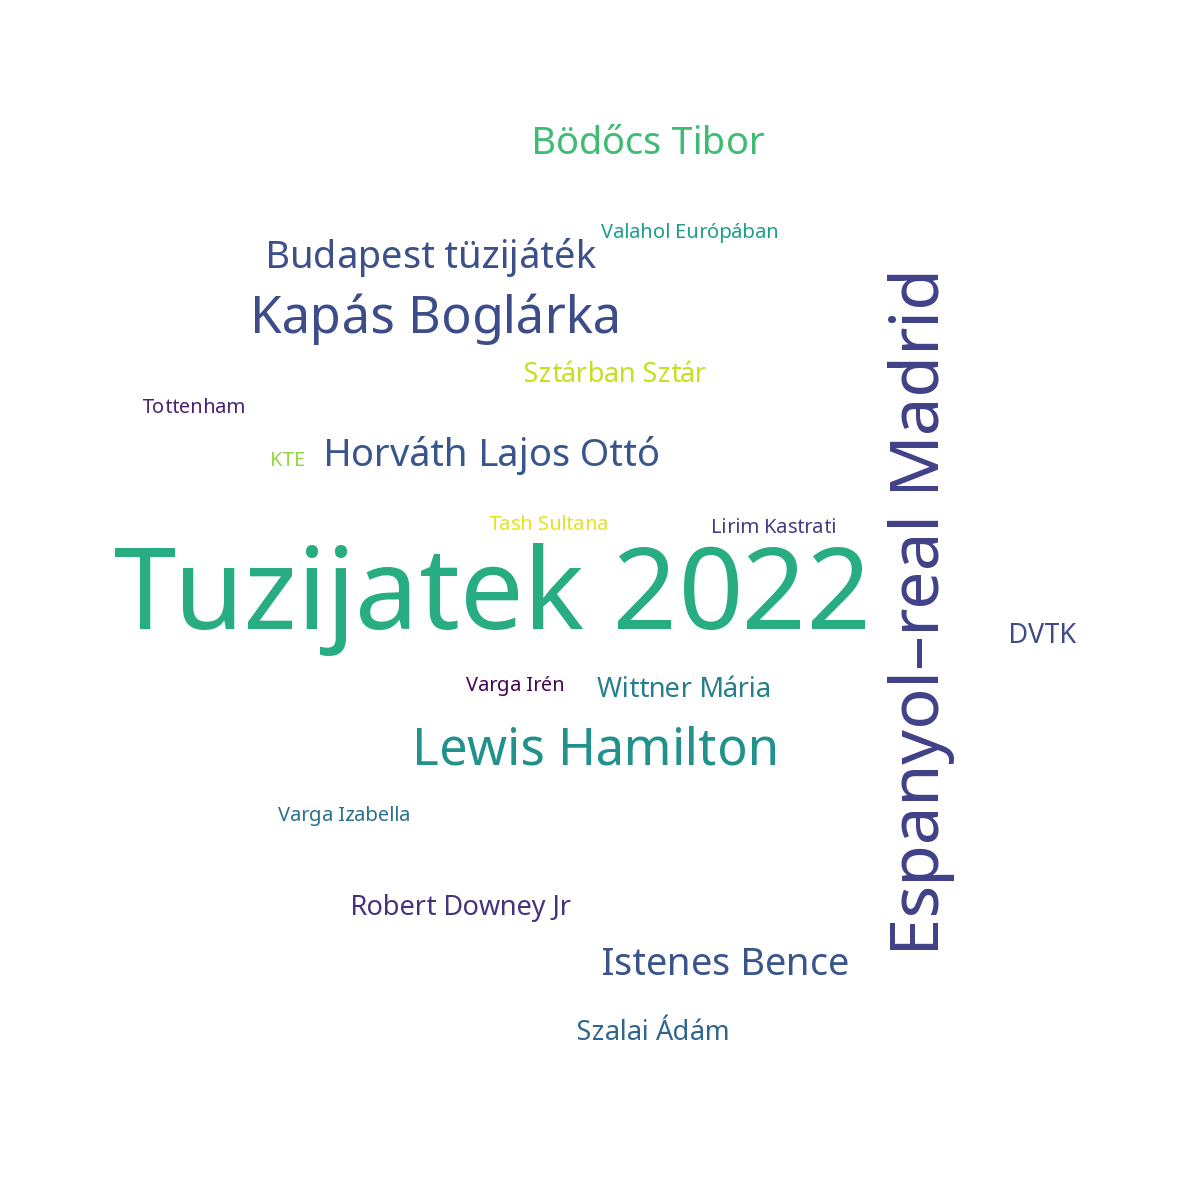 Bödőcs Tibor
Valahol Európában
Budapest tüzijáték
Kapás Boglárka
Sztárban Sztár
Tottenham
Horváth Lajos Ottó
KTE
Tash Sultana
Lirim Kastrati
Tuzijatek 2022
Espanyol–real Madrid
DVTK
Varga Irén
Wittner Mária
Lewis Hamilton
Varga Izabella
Robert Downey Jr
Istenes Bence
Szalai Ádám